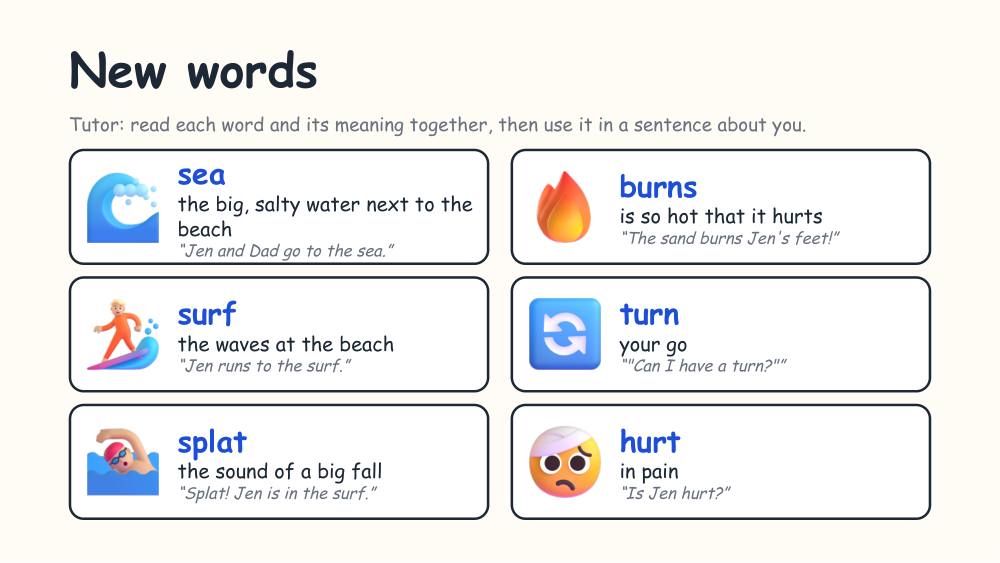 New words
Tutor: read each word and its meaning together, then use it in a sentence about you.
sea
the big, salty water next to the
beach
"Jen and Dad go to the sea."
burns
is so hot that it hurts
"The sand burns Jen's feet!"
surf
the waves at the beach
"Jen runs to the surf."
turn
your go
""Can I have a turn?""
splat
the sound of a big fall
"Splat! Jen is in the surf."
hurt
in pain
"Is Jen hurt?"